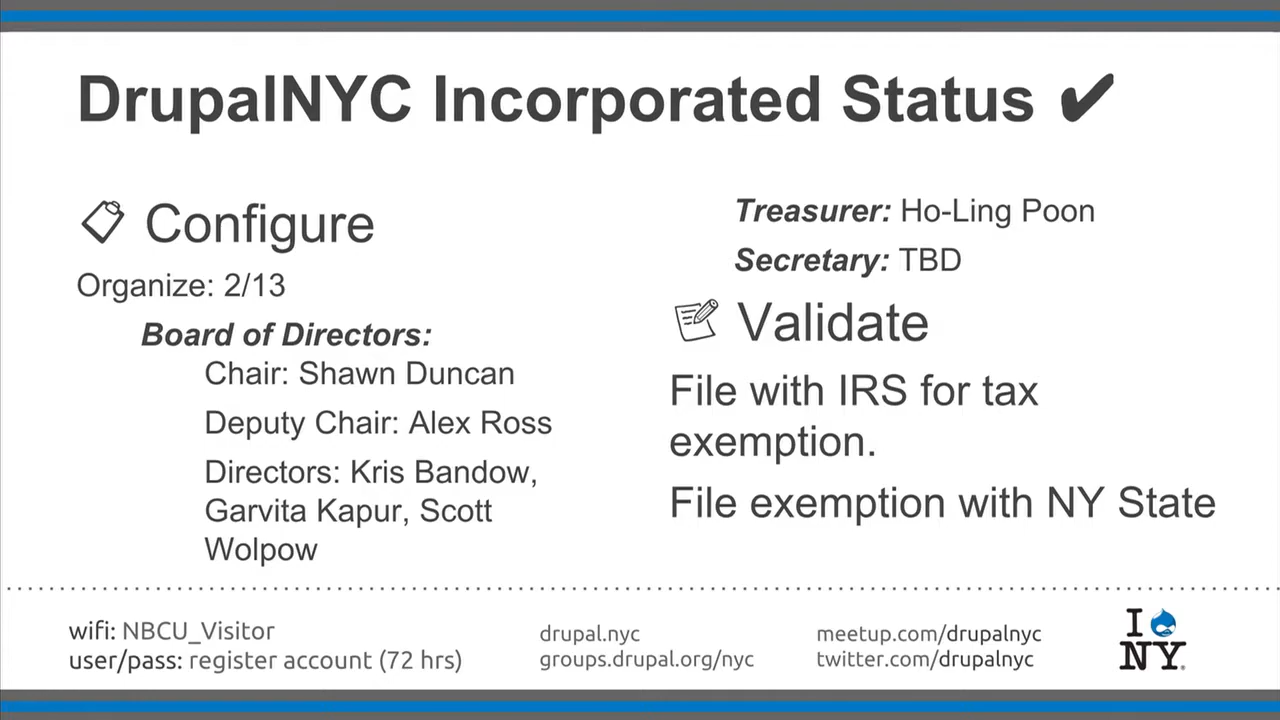 DrupalNYC Incorporated Status ✔
Configure
Organize: 2/13
Board of Directors:
Chair: Shawn Duncan
Deputy Chair: Alex Ross
Directors: Kris Bandow,
Garvita Kapur, Scott
Wolpow
Treasurer: Ho-Ling Poon
Secretary: TBD
Validate
File with IRS for tax
exemption.
File exemption with NY State
wifi: NBCU_Visitor
user/pass: register account (72 hrs)
drupal.nyc
groups.drupal.org/nyc
meetup.com/drupalnyc
twitter.com/drupalnyc
I
NY